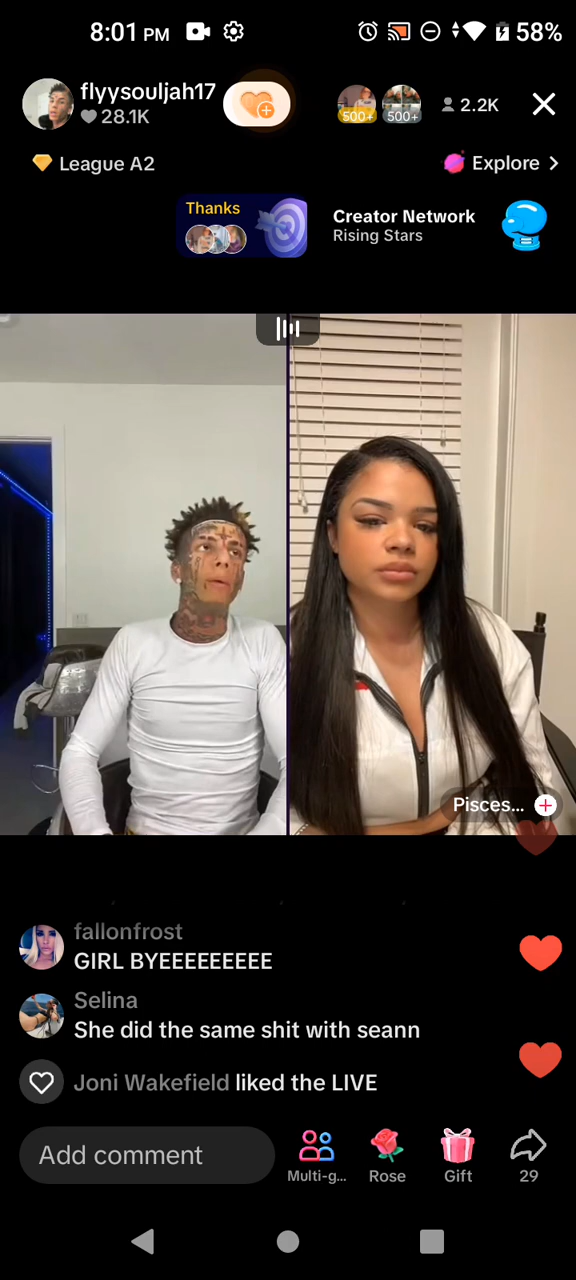 8:01 PM
58%
flyysouljah17
28.1K
500+
500+
2.2K
League A2
Explore
Thanks
Creator Network
Rising Stars
Pisces...
fallonfrost
GIRL BYEEEEEEEEE
Selina
She did the same shit with seann
Joni Wakefield liked the LIVE
Add comment
Multi-g...
Rose
Gift
29